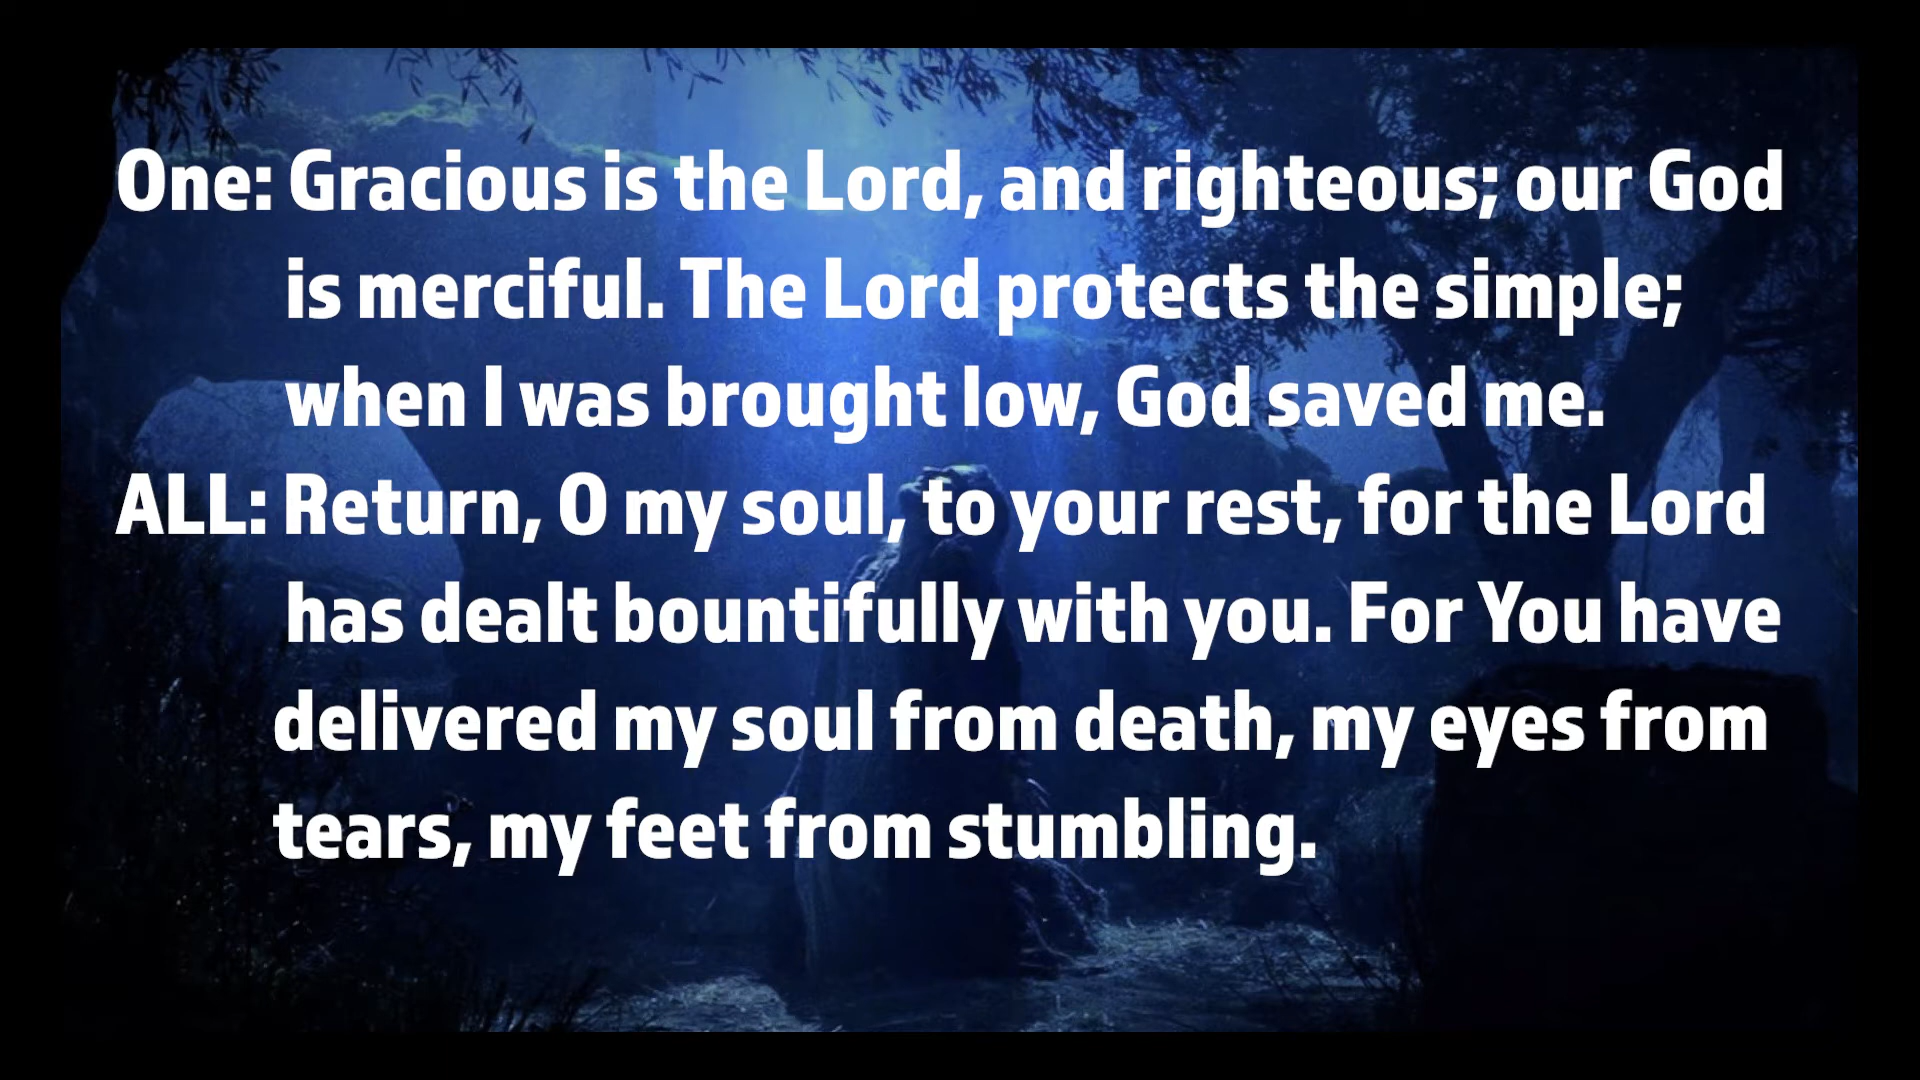 One: Gracious is the Lord, and righteous; our God
is merciful. The Lord protects the simple;
when I was brought low, God saved me.
ALL: Return, O my soul, to your rest, for the Lord
has dealt bountifully with you. For You have
delivered my soul from death, my eyes from
tears, my feet from stumbling.